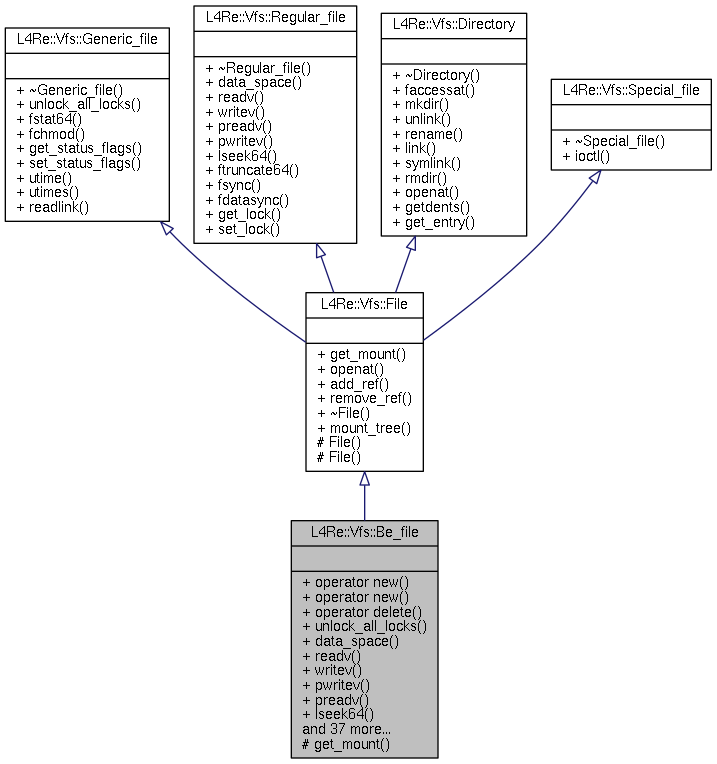 L4Re::Vfs::Generic_file
+ ~Generic_file()
+ unlock_all_locks()
+ fstat64()
+ fchmod()
+ get_status_flags()
+ set_status_flags()
+ utime()
+ utimes()
+ readlink()
L4Re::Vfs::Regular_file
+ ~Regular_file()
+ data_space()
+ readv()
+ writev()
+ preadv()
+ pwritev()
+ lseek64()
+ ftruncate64()
+ fsync()
+ fdatasync()
+ get_lock()
+ set_lock()
L4Re::Vfs::Directory
+ ~Directory()
+ faccessat()
+ mkdir()
+ unlink()
+ rename()
+ link()
+ symlink()
+ rmdir()
+ openat()
+ getdents()
+ get_entry()
L4Re::Vfs::Special_file
+ ~Special_file()
+ ioctl()
L4Re::Vfs::File
+ get_mount()
+ openat()
+ add_ref()
+ remove_ref()
+ ~File()
+ mount_tree()
# File()
# File()
L4Re::Vfs::Be_file
+ operator new()
+ operator new()
+ operator delete()
+ unlock_all_locks()
+ data_space()
+ readv()
+ writev()
+ pwritev()
+ preadv()
+ lseek64()
and 37 more...
# get_mount()